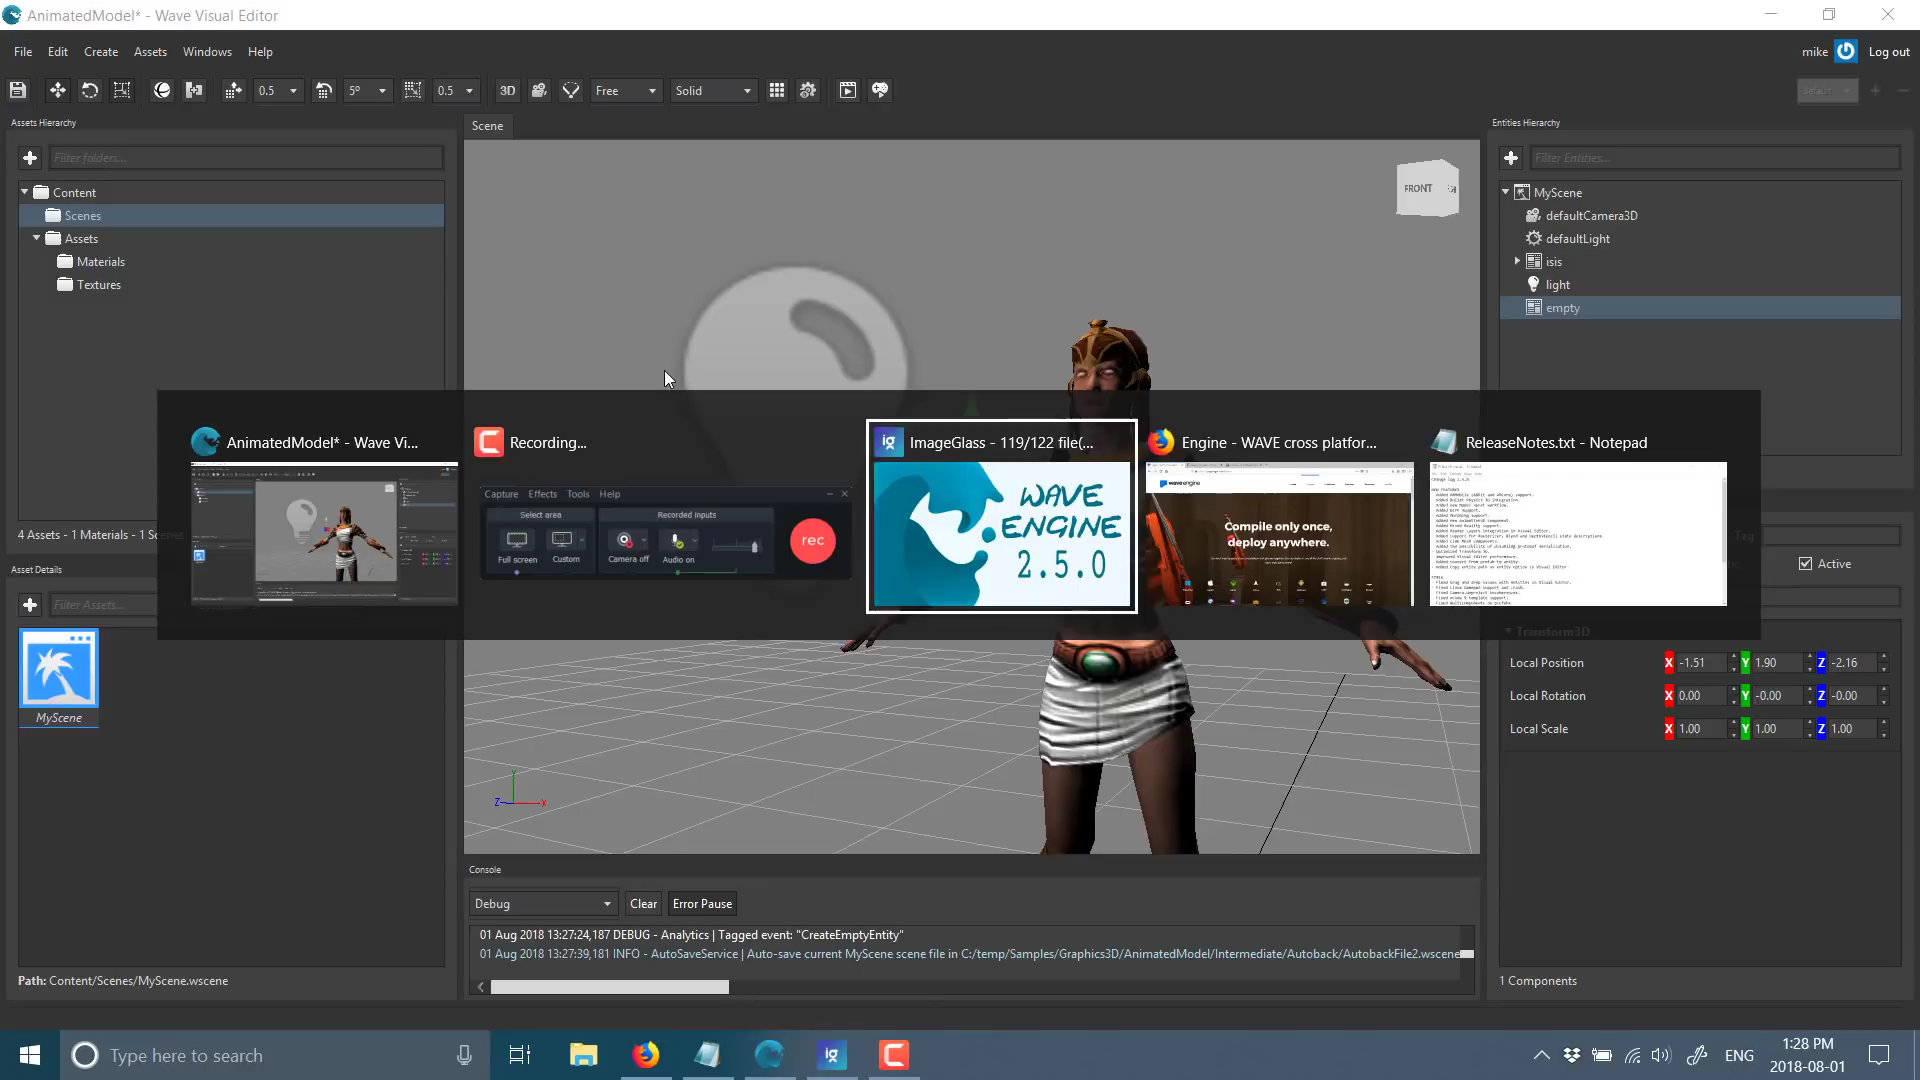 AnimatedModel* - Wave Visual Editor
File Edit Create Assets Windows Help
mike Log out
0.5 5º 0.5 3D Free Solid
default
Assets Hierarchy
Filter folders...
Content
Scenes
Assets
Materials
Textures
Scene
FRONT
Entities Hierarchy
Filter Entities...
MyScene
defaultCamera3D
defaultLight
isis
light
empty
AnimatedModel* - Wave Vi...
Recording...
Capture Effects Tools Help
Select area
Recorded inputs
Full screen
Custom
Camera off
Audio on
rec
ImageGlass - 119/122 file(...
WAVE
ENGINE
2.5.0
Engine - WAVE cross platfor...
wave engine
Compile only once,
deploy anywhere.
ReleaseNotes.txt - Notepad
4 Assets - 1 Materials - 1 Sc
Asset Details
Filter Assets...
MyScene
Path: Content/Scenes/MyScene.wscene
Tag
Active
Transform3D
Local Position X -1.51 Y 1.90 Z -2.16
Local Rotation X 0.00 Y -0.00 Z -0.00
Local Scale X 1.00 Y 1.00 Z 1.00
1 Components
Z X
Console
Debug Clear Error Pause
01 Aug 2018 13:27:24,187 DEBUG - Analytics | Tagged event: "CreateEmptyEntity"
01 Aug 2018 13:27:39,181 INFO - AutoSaveService | Auto-save current MyScene scene file in C:/temp/Samples/Graphics3D/AnimatedModel/Intermediate/Autoback/AutobackFile2.wscene
Type here to search
ENG
1:28 PM
2018-08-01